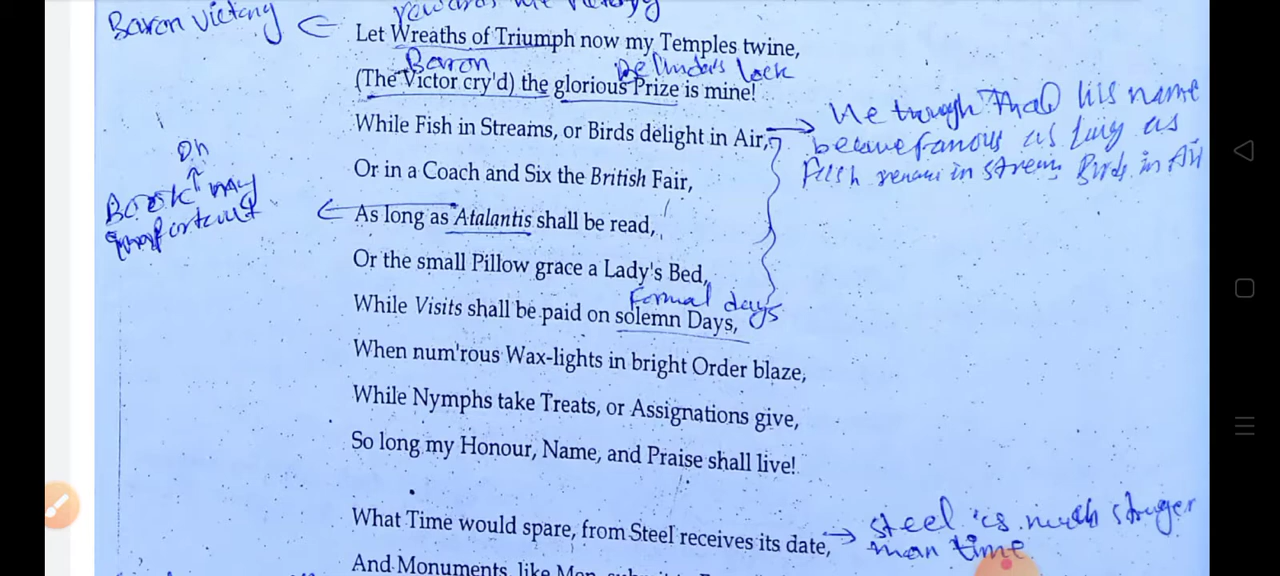 rewards
Baron victory
Let Wreaths of Triumph now my Temples twine,
Baron
lock
(The Victor cry'd) the glorious Prize is mine!
While Fish in Streams, or Birds delight in Air,
He that his name
became famous as long as
Fish in stream Birds in Air
Or in a Coach and Six the British Fair,
Book
As long as Atalantis shall be read,
Or the small Pillow grace a Lady's Bed,
Formal days
While Visits shall be paid on solemn Days,
When num'rous Wax-lights in bright Order blaze,
While Nymphs take Treats, or Assignations give,
So long my Honour, Name, and Praise shall live!
What Time would spare, from Steel receives its date,
steel is much
time
And Monuments, like Men,